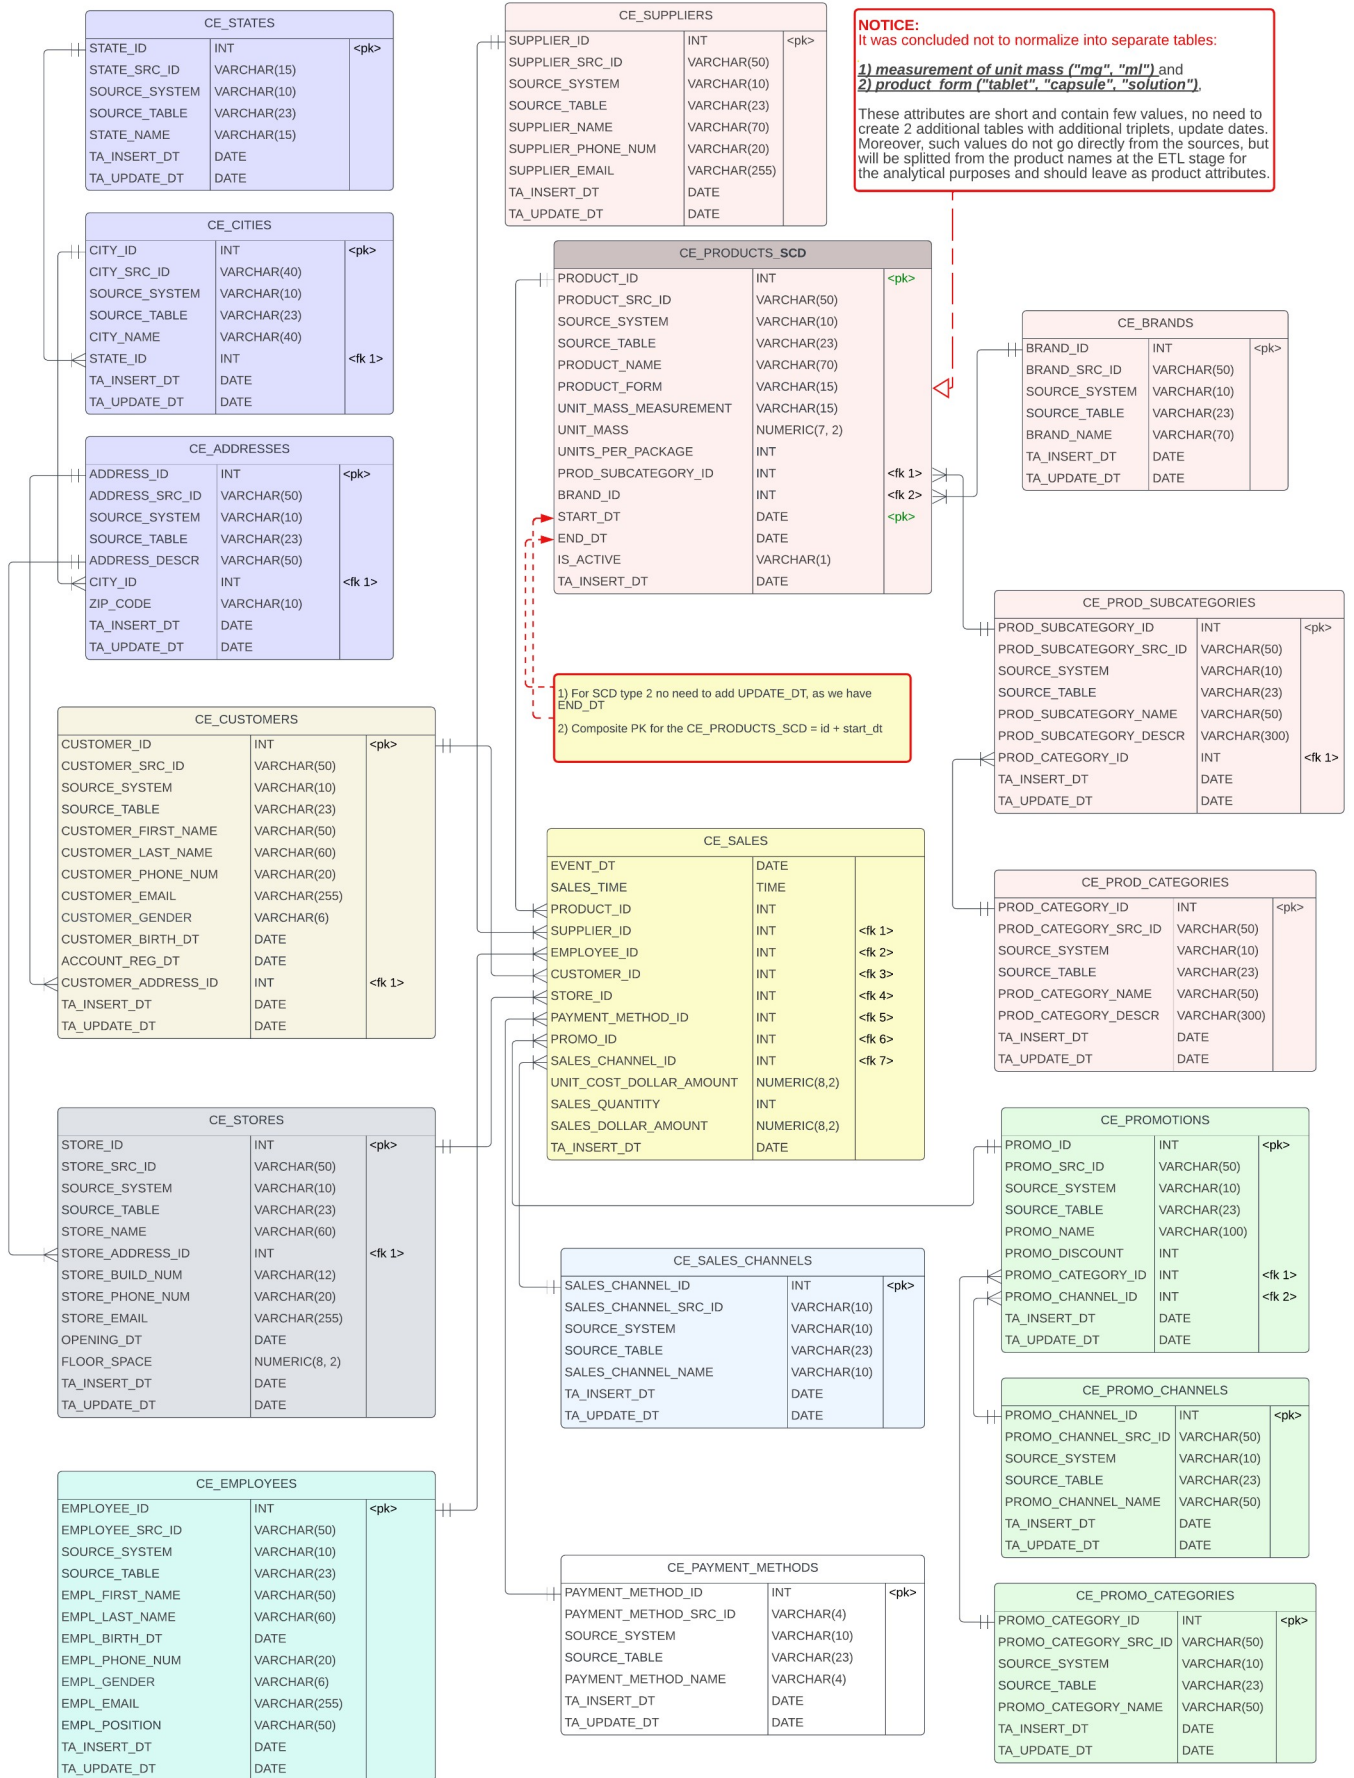 CE_STATES
STATE_ID INT <pk>
STATE_SRC_ID VARCHAR(15)
SOURCE_SYSTEM VARCHAR(10)
SOURCE_TABLE VARCHAR(23)
STATE_NAME VARCHAR(15)
TA_INSERT_DT DATE
TA_UPDATE_DT DATE
CE_CITIES
CITY_ID INT <pk>
CITY_SRC_ID VARCHAR(40)
SOURCE_SYSTEM VARCHAR(10)
SOURCE_TABLE VARCHAR(23)
CITY_NAME VARCHAR(40)
STATE_ID INT <fk 1>
TA_INSERT_DT DATE
TA_UPDATE_DT DATE
CE_ADDRESSES
ADDRESS_ID INT <pk>
ADDRESS_SRC_ID VARCHAR(50)
SOURCE_SYSTEM VARCHAR(10)
SOURCE_TABLE VARCHAR(23)
ADDRESS_DESCR VARCHAR(50)
CITY_ID INT <fk 1>
ZIP_CODE VARCHAR(10)
TA_INSERT_DT DATE
TA_UPDATE_DT DATE
CE_CUSTOMERS
CUSTOMER_ID INT <pk>
CUSTOMER_SRC_ID VARCHAR(50)
SOURCE_SYSTEM VARCHAR(10)
SOURCE_TABLE VARCHAR(23)
CUSTOMER_FIRST_NAME VARCHAR(50)
CUSTOMER_LAST_NAME VARCHAR(60)
CUSTOMER_PHONE_NUM VARCHAR(20)
CUSTOMER_EMAIL VARCHAR(255)
CUSTOMER_GENDER VARCHAR(6)
CUSTOMER_BIRTH_DT DATE
ACCOUNT_REG_DT DATE
CUSTOMER_ADDRESS_ID INT <fk 1>
TA_INSERT_DT DATE
TA_UPDATE_DT DATE
CE_STORES
STORE_ID INT <pk>
STORE_SRC_ID VARCHAR(50)
SOURCE_SYSTEM VARCHAR(10)
SOURCE_TABLE VARCHAR(23)
STORE_NAME VARCHAR(60)
STORE_ADDRESS_ID INT <fk 1>
STORE_BUILD_NUM VARCHAR(12)
STORE_PHONE_NUM VARCHAR(20)
STORE_EMAIL VARCHAR(255)
OPENING_DT DATE
FLOOR_SPACE NUMERIC(8, 2)
TA_INSERT_DT DATE
TA_UPDATE_DT DATE
CE_EMPLOYEES
EMPLOYEE_ID INT <pk>
EMPLOYEE_SRC_ID VARCHAR(50)
SOURCE_SYSTEM VARCHAR(10)
SOURCE_TABLE VARCHAR(23)
EMPL_FIRST_NAME VARCHAR(50)
EMPL_LAST_NAME VARCHAR(60)
EMPL_BIRTH_DT DATE
EMPL_PHONE_NUM VARCHAR(20)
EMPL_GENDER VARCHAR(6)
EMPL_EMAIL VARCHAR(255)
EMPL_POSITION VARCHAR(50)
TA_INSERT_DT DATE
TA_UPDATE_DT DATE
CE_SUPPLIERS
SUPPLIER_ID INT <pk>
SUPPLIER_SRC_ID VARCHAR(50)
SOURCE_SYSTEM VARCHAR(10)
SOURCE_TABLE VARCHAR(23)
SUPPLIER_NAME VARCHAR(70)
SUPPLIER_PHONE_NUM VARCHAR(20)
SUPPLIER_EMAIL VARCHAR(255)
TA_INSERT_DT DATE
TA_UPDATE_DT DATE
CE_PRODUCTS_SCD
PRODUCT_ID INT <pk>
PRODUCT_SRC_ID VARCHAR(50)
SOURCE_SYSTEM VARCHAR(10)
SOURCE_TABLE VARCHAR(23)
PRODUCT_NAME VARCHAR(70)
PRODUCT_FORM VARCHAR(15)
UNIT_MASS_MEASUREMENT VARCHAR(15)
UNIT_MASS NUMERIC(7, 2)
UNITS_PER_PACKAGE INT
PROD_SUBCATEGORY_ID INT <fk 1>
BRAND_ID INT <fk 2>
START_DT DATE <pk>
END_DT DATE
IS_ACTIVE VARCHAR(1)
TA_INSERT_DT DATE
1) For SCD type 2 no need to add UPDATE_DT, as we have
END_DT
2) Composite PK for the CE_PRODUCTS_SCD = id + start_dt
CE_SALES
EVENT_DT DATE
SALES_TIME TIME
PRODUCT_ID INT
SUPPLIER_ID INT <fk 1>
EMPLOYEE_ID INT <fk 2>
CUSTOMER_ID INT <fk 3>
STORE_ID INT <fk 4>
PAYMENT_METHOD_ID INT <fk 5>
PROMO_ID INT <fk 6>
SALES_CHANNEL_ID INT <fk 7>
UNIT_COST_DOLLAR_AMOUNT NUMERIC(8,2)
SALES_QUANTITY INT
SALES_DOLLAR_AMOUNT NUMERIC(8,2)
TA_INSERT_DT DATE
CE_SALES_CHANNELS
SALES_CHANNEL_ID INT <pk>
SALES_CHANNEL_SRC_ID VARCHAR(10)
SOURCE_SYSTEM VARCHAR(10)
SOURCE_TABLE VARCHAR(23)
SALES_CHANNEL_NAME VARCHAR(10)
TA_INSERT_DT DATE
TA_UPDATE_DT DATE
CE_PAYMENT_METHODS
PAYMENT_METHOD_ID INT <pk>
PAYMENT_METHOD_SRC_ID VARCHAR(4)
SOURCE_SYSTEM VARCHAR(10)
SOURCE_TABLE VARCHAR(23)
PAYMENT_METHOD_NAME VARCHAR(4)
TA_INSERT_DT DATE
TA_UPDATE_DT DATE
NOTICE:
It was concluded not to normalize into separate tables:
1) measurement of unit mass ("mg", "ml") and
2) product form ("tablet", "capsule", "solution").
These attributes are short and contain few values, no need to
create 2 additional tables with additional triplets, update dates.
Moreover, such values do not go directly from the sources, but
will be splitted from the product names at the ETL stage for
the analytical purposes and should leave as product attributes.
CE_BRANDS
BRAND_ID INT <pk>
BRAND_SRC_ID VARCHAR(50)
SOURCE_SYSTEM VARCHAR(10)
SOURCE_TABLE VARCHAR(23)
BRAND_NAME VARCHAR(70)
TA_INSERT_DT DATE
TA_UPDATE_DT DATE
CE_PROD_SUBCATEGORIES
PROD_SUBCATEGORY_ID INT <pk>
PROD_SUBCATEGORY_SRC_ID VARCHAR(50)
SOURCE_SYSTEM VARCHAR(10)
SOURCE_TABLE VARCHAR(23)
PROD_SUBCATEGORY_NAME VARCHAR(50)
PROD_SUBCATEGORY_DESCR VARCHAR(300)
PROD_CATEGORY_ID INT <fk 1>
TA_INSERT_DT DATE
TA_UPDATE_DT DATE
CE_PROD_CATEGORIES
PROD_CATEGORY_ID INT <pk>
PROD_CATEGORY_SRC_ID VARCHAR(50)
SOURCE_SYSTEM VARCHAR(10)
SOURCE_TABLE VARCHAR(23)
PROD_CATEGORY_NAME VARCHAR(50)
PROD_CATEGORY_DESCR VARCHAR(300)
TA_INSERT_DT DATE
TA_UPDATE_DT DATE
CE_PROMOTIONS
PROMO_ID INT <pk>
PROMO_SRC_ID VARCHAR(50)
SOURCE_SYSTEM VARCHAR(10)
SOURCE_TABLE VARCHAR(23)
PROMO_NAME VARCHAR(100)
PROMO_DISCOUNT INT
PROMO_CATEGORY_ID INT <fk 1>
PROMO_CHANNEL_ID INT <fk 2>
TA_INSERT_DT DATE
TA_UPDATE_DT DATE
CE_PROMO_CHANNELS
PROMO_CHANNEL_ID INT <pk>
PROMO_CHANNEL_SRC_ID VARCHAR(50)
SOURCE_SYSTEM VARCHAR(10)
SOURCE_TABLE VARCHAR(23)
PROMO_CHANNEL_NAME VARCHAR(50)
TA_INSERT_DT DATE
TA_UPDATE_DT DATE
CE_PROMO_CATEGORIES
PROMO_CATEGORY_ID INT <pk>
PROMO_CATEGORY_SRC_ID VARCHAR(50)
SOURCE_SYSTEM VARCHAR(10)
SOURCE_TABLE VARCHAR(23)
PROMO_CATEGORY_NAME VARCHAR(50)
TA_INSERT_DT DATE
TA_UPDATE_DT DATE